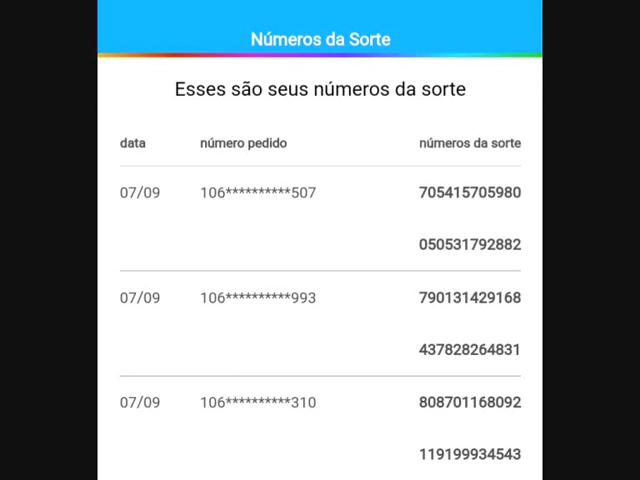 Números da Sorte
Esses são seus números da sorte
data número pedido números da sorte
07/09 106**********507 705415705980
050531792882
07/09 106**********993 790131429168
437828264831
07/09 106**********310 808701168092
119199934543